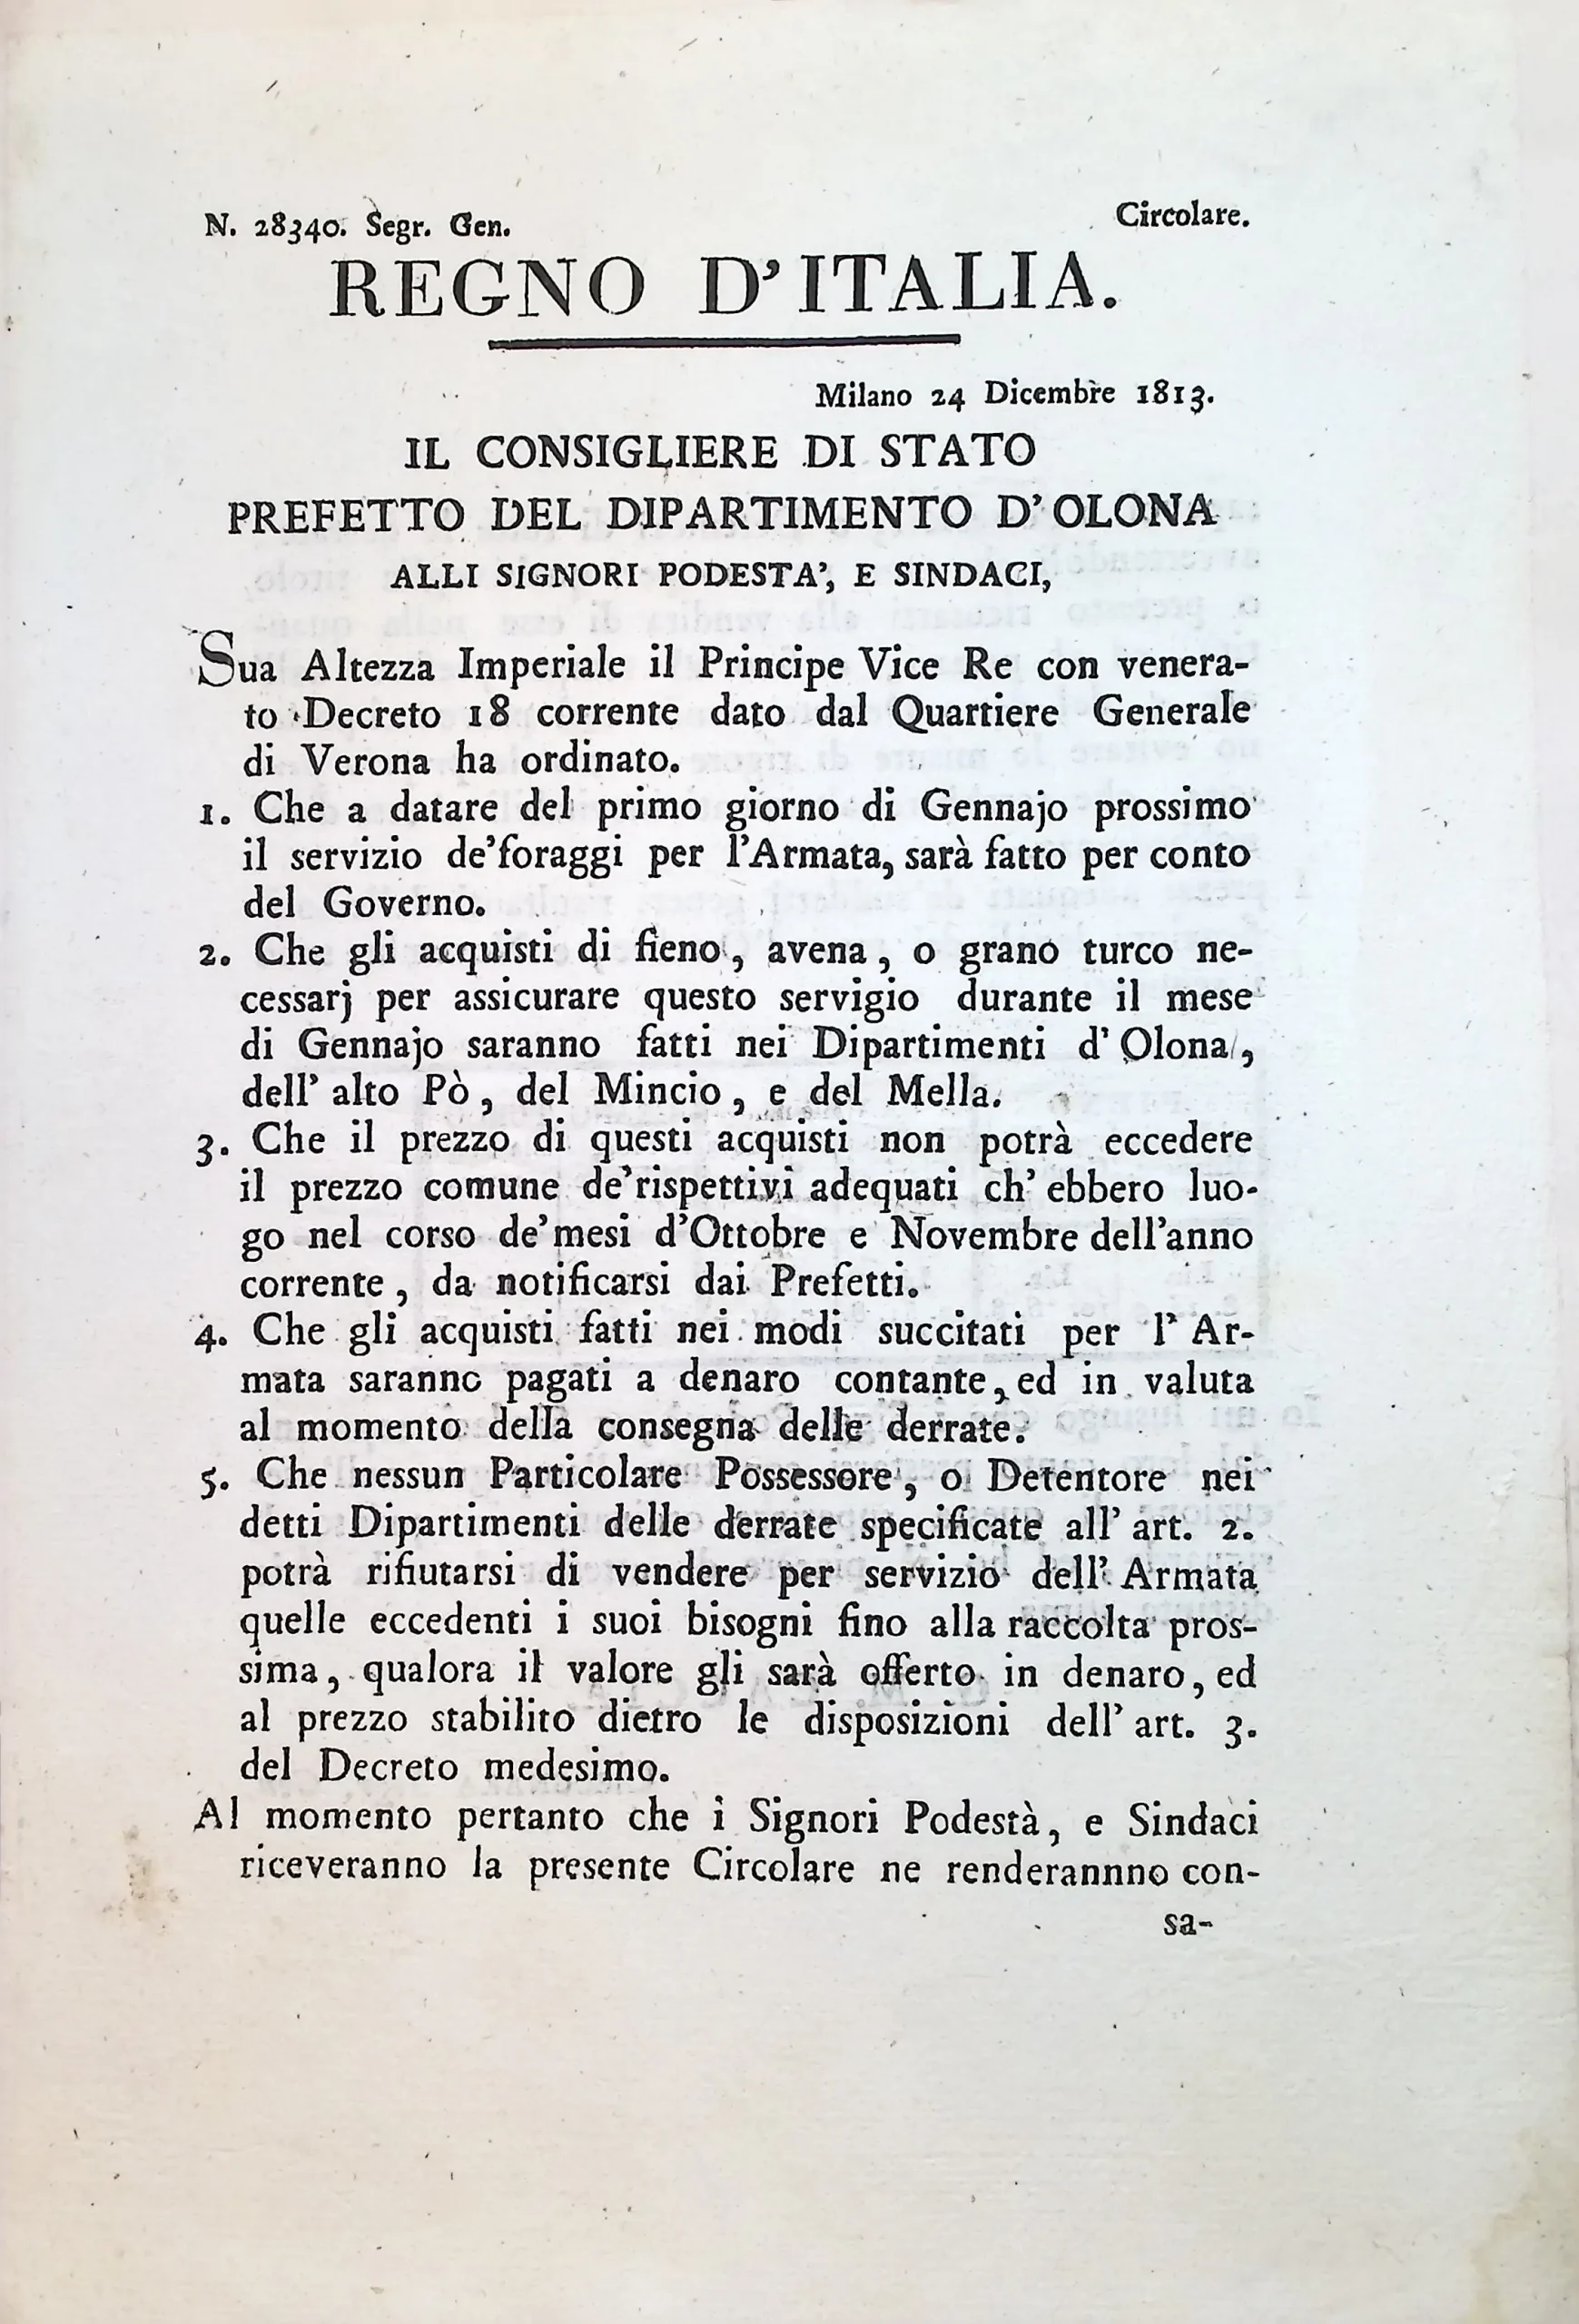 N. 28340. Segr. Gen.
Circolare.
REGNO D'ITALIA.
Milano 24 Dicembre 1813.
IL CONSIGLIERE DI STATO
PREFETTO DEL DIPARTIMENTO D'OLONA
ALLI SIGNORI PODESTA', E SINDACI,
Sua Altezza Imperiale il Principe Vice Re con venera-
to Decreto 18 corrente dato dal Quartiere Generale
di Verona ha ordinato.
1. Che a datare del primo giorno di Gennajo prossimo
il servizio de'foraggi per l'Armata, sarà fatto per conto
del Governo.
2. Che gli acquisti di fieno, avena, o grano turco ne-
cessarj per assicurare questo servigio durante il mese
di Gennajo saranno fatti nei Dipartimenti d'Olona,
dell'alto Pò, del Mincio, e del Mella.
3. Che il prezzo di questi acquisti non potrà eccedere
il prezzo comune de'rispettivi adequati ch'ebbero luo-
go nel corso de'mesi d'Ottobre e Novembre dell'anno
corrente, da notificarsi dai Prefetti.
4. Che gli acquisti fatti nei modi succitati per l'Ar-
mata saranno pagati a denaro contante, ed in valuta
al momento della consegna delle derrate.
5. Che nessun Particolare Possessore, o Detentore nei
detti Dipartimenti delle derrate specificate all'art. 2.
potrà rifiutarsi di vendere per servizio dell'Armata
quelle eccedenti i suoi bisogni fino alla raccolta pros-
sima, qualora il valore gli sarà offerto in denaro, ed
al prezzo stabilito dietro le disposizioni dell'art. 3.
del Decreto medesimo.
Al momento pertanto che i Signori Podestà, e Sindaci
riceveranno la presente Circolare ne renderannno con-
sa-